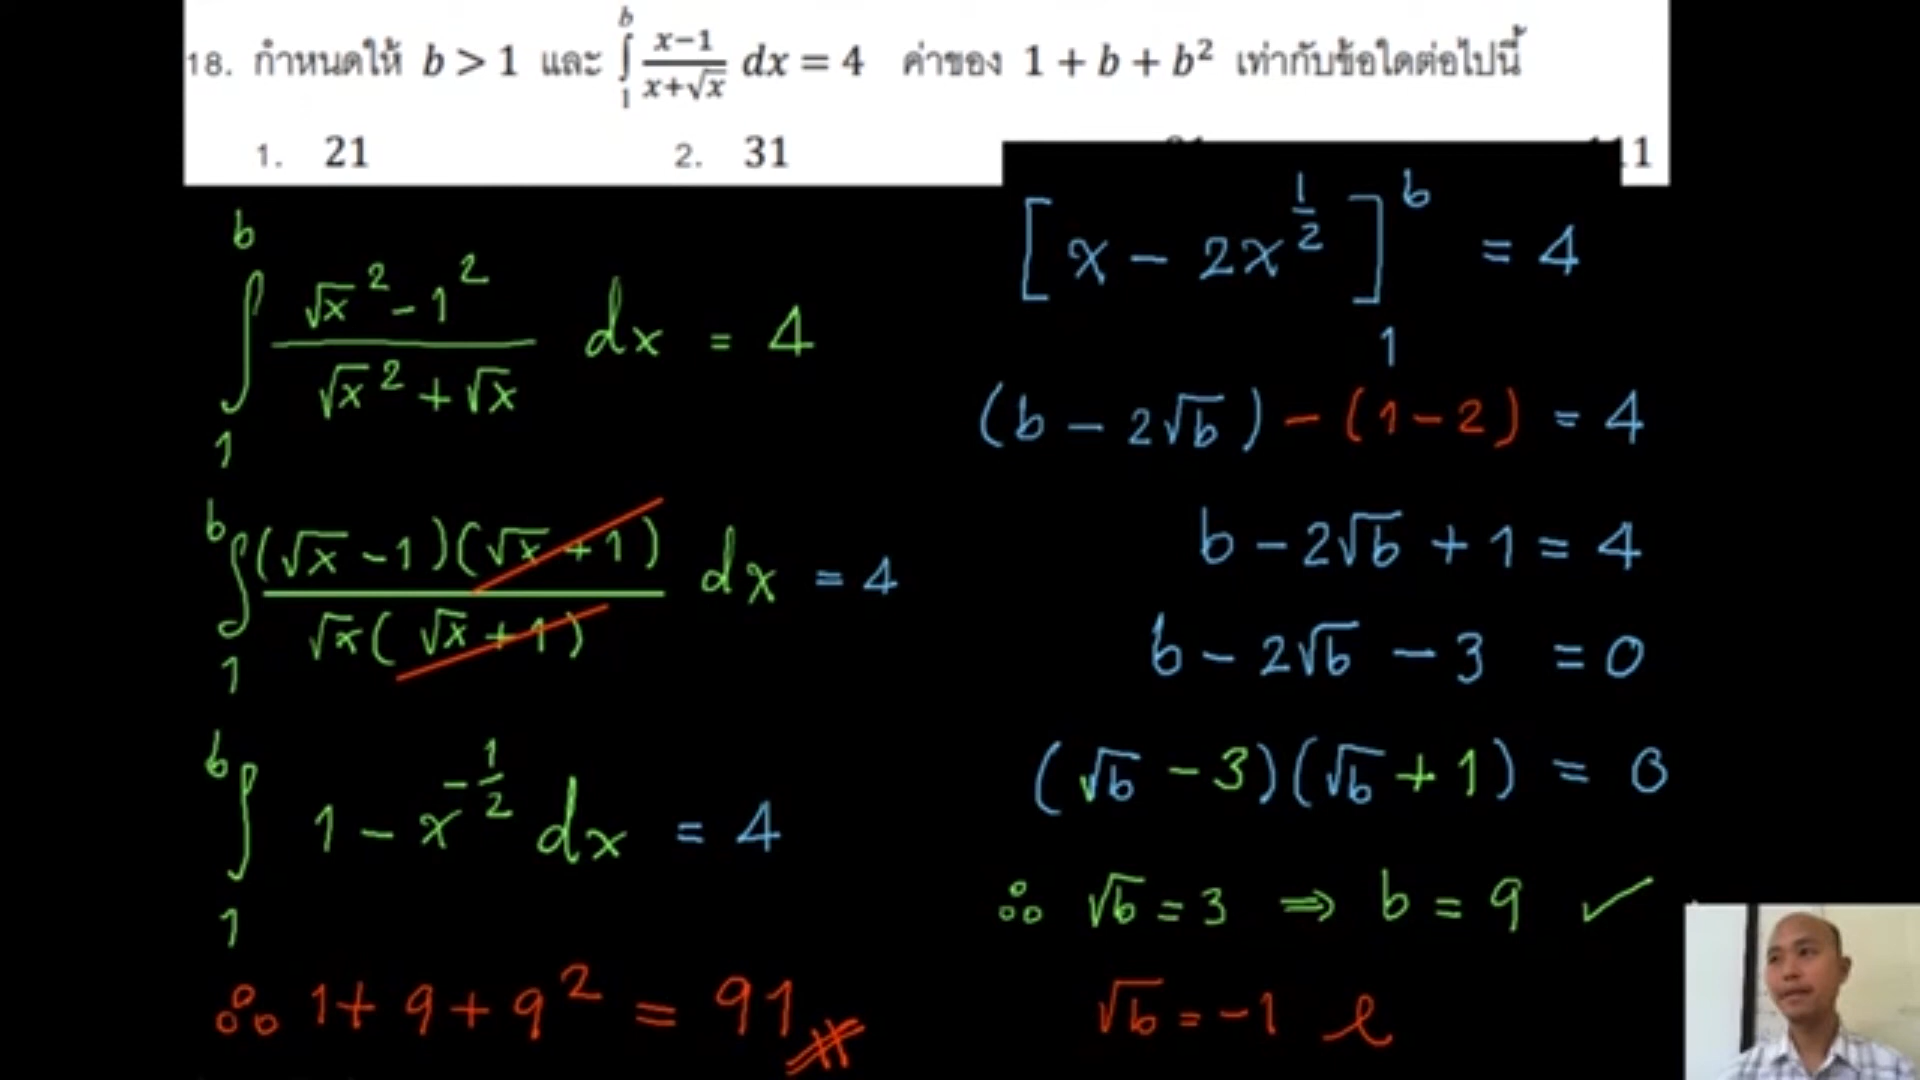 18. กำหนดให้ b > 1 และ ∫₁ᵇ (x−1)/(x+√x) dx = 4 ค่าของ 1 + b + b² เท่ากับข้อใดต่อไปนี้
1. 21 2. 31
∫₁ᵇ (√x² − 1²)/(√x² + √x) dx = 4
∫₁ᵇ ((√x − 1)(√x + 1))/(√x(√x + 1)) dx = 4
∫₁ᵇ 1 − x^(−1/2) dx = 4
∴ 1 + 9 + 9² = 91
[x − 2x^(1/2)]₁ᵇ = 4
(b − 2√b) − (1 − 2) = 4
b − 2√b + 1 = 4
b − 2√b − 3 = 0
(√b − 3)(√b + 1) = 0
∴ √b = 3 ⇒ b = 9 ✓
√b = −1